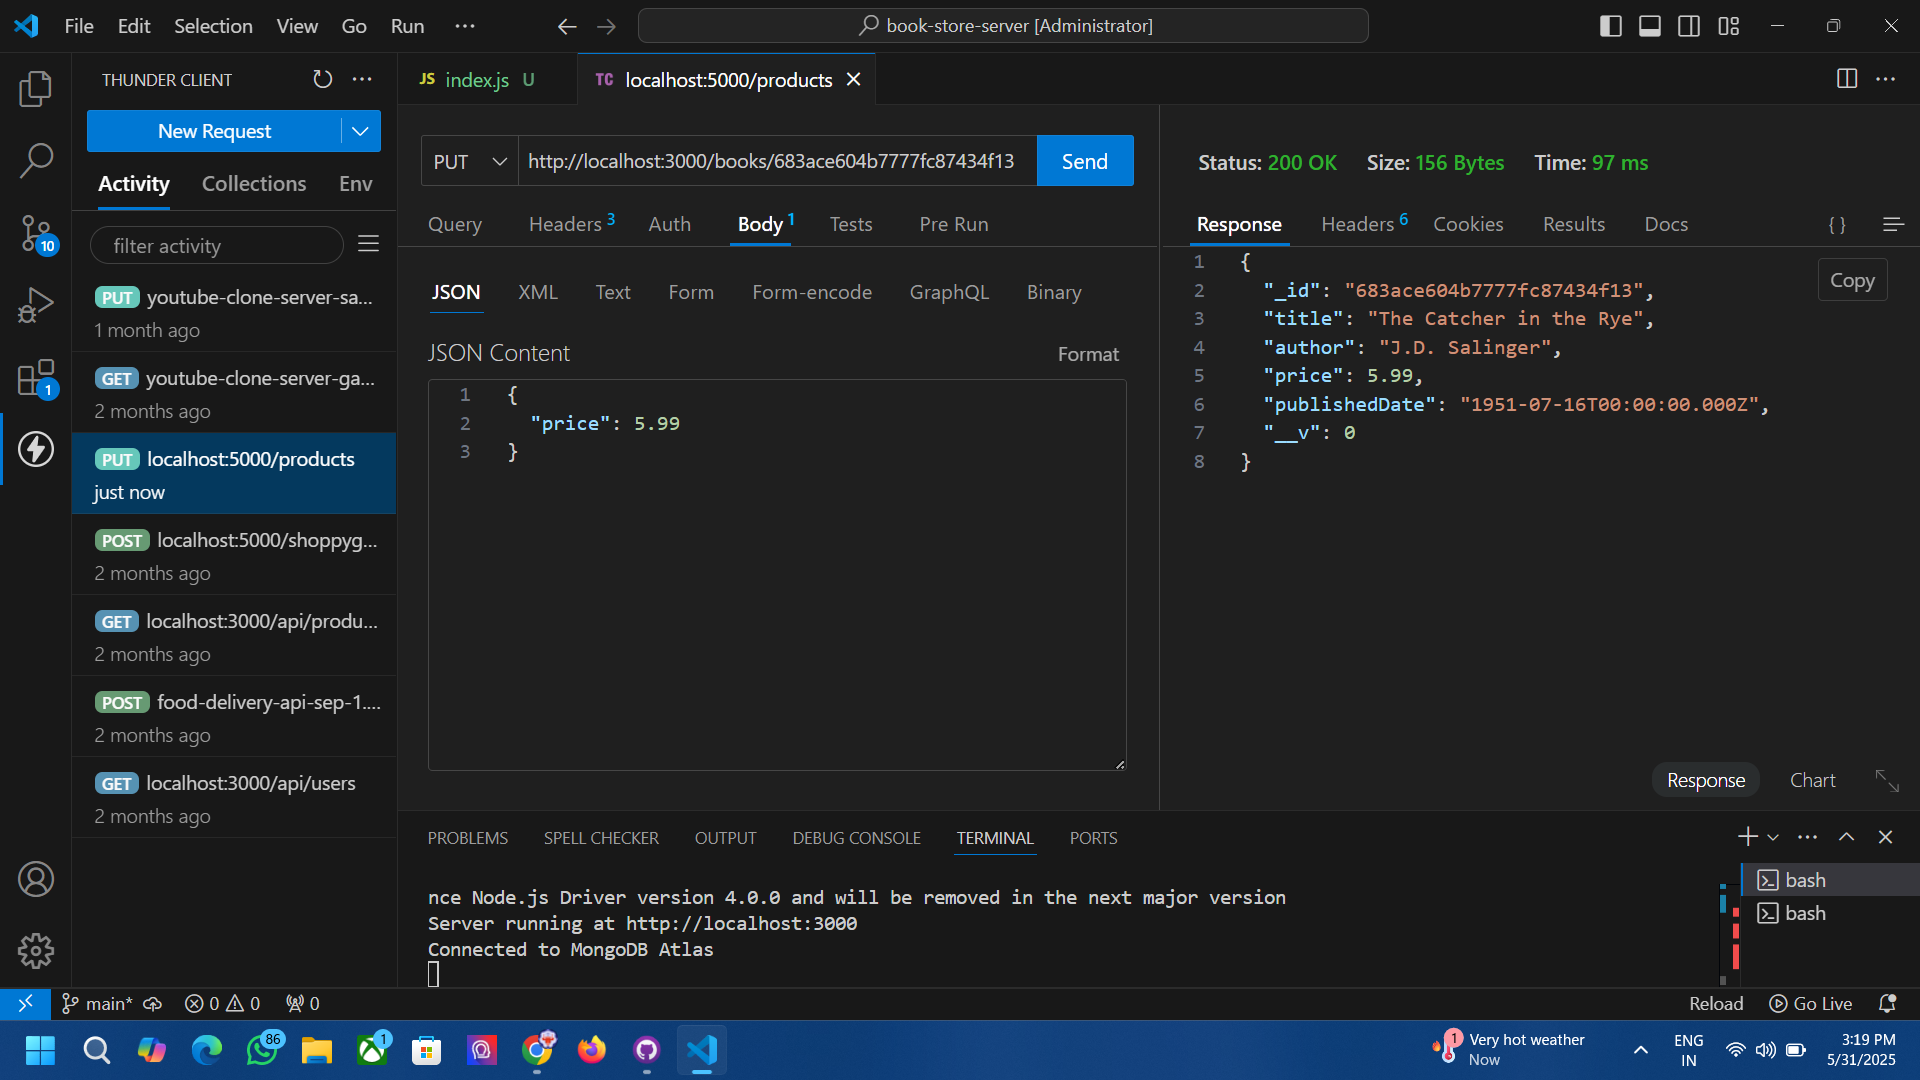 File Edit Selection View Go Run ··· book-store-server [Administrator]
THUNDER CLIENT
New Request
Activity Collections Env
filter activity
PUT youtube-clone-server-sa...
1 month ago
GET youtube-clone-server-ga...
2 months ago
PUT localhost:5000/products
just now
POST localhost:5000/shoppyg...
2 months ago
GET localhost:3000/api/produ...
2 months ago
POST food-delivery-api-sep-1....
2 months ago
GET localhost:3000/api/users
2 months ago
10
1
JS index.js U
TC localhost:5000/products
PUT http://localhost:3000/books/683ace604b7777fc87434f13 Send
Query Headers 3 Auth Body 1 Tests Pre Run
JSON XML Text Form Form-encode GraphQL Binary
JSON Content Format
1 {
2 "price": 5.99
3 }
Status: 200 OK Size: 156 Bytes Time: 97 ms
Response Headers 6 Cookies Results Docs { }
Copy
1 {
2 "_id": "683ace604b7777fc87434f13",
3 "title": "The Catcher in the Rye",
4 "author": "J.D. Salinger",
5 "price": 5.99,
6 "publishedDate": "1951-07-16T00:00:00.000Z",
7 "__v": 0
8 }
Response Chart
PROBLEMS SPELL CHECKER OUTPUT DEBUG CONSOLE TERMINAL PORTS
nce Node.js Driver version 4.0.0 and will be removed in the next major version
Server running at http://localhost:3000
Connected to MongoDB Atlas
bash
bash
main* 0 0 0 Reload Go Live
86 1 1 Very hot weather
Now
ENG
IN
3:19 PM
5/31/2025